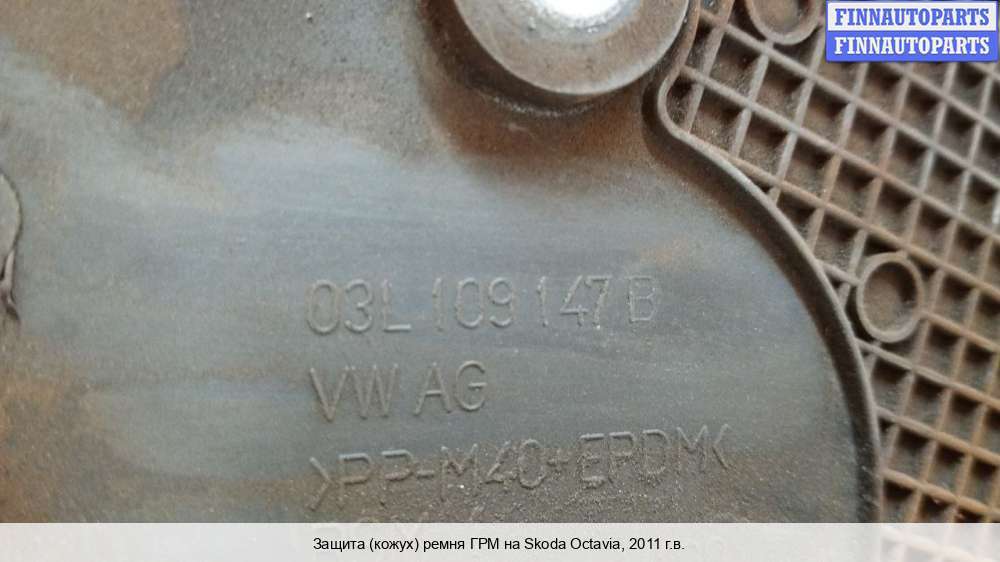 FINNAUTOPARTS
FINNAUTOPARTS
03L 109 147 B
VW AG
>PP-M40+EPDM<
Защита (кожух) ремня ГРМ на Skoda Octavia, 2011 г.в.